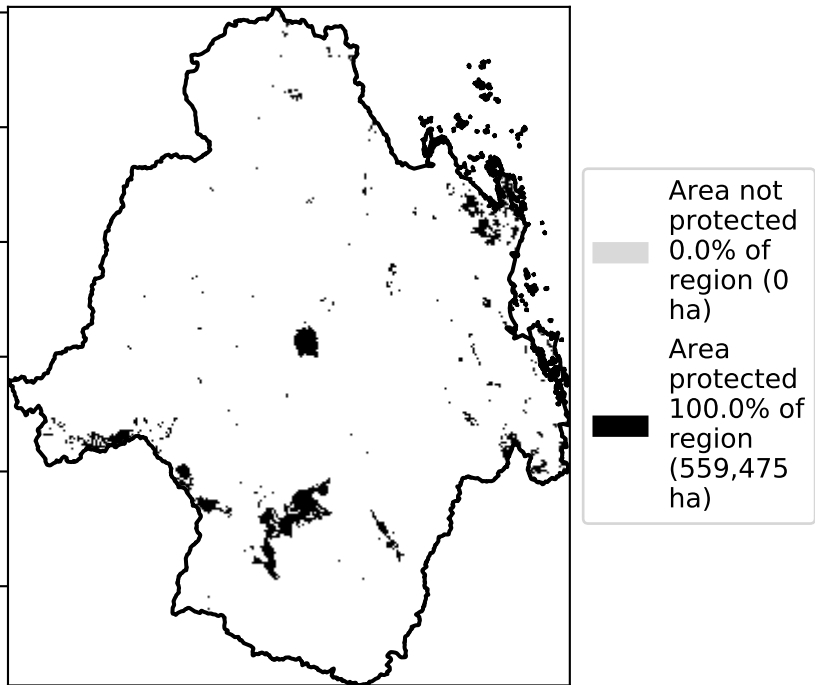 Area not
protected
0.0% of
region (0
ha)
Area
protected
100.0% of
region
(559,475
ha)